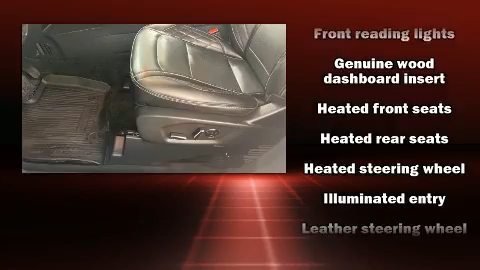 Front reading lights
Genuine wood
dashboard insert
Heated front seats
Heated rear seats
Heated steering wheel
Illuminated entry
Leather steering wheel